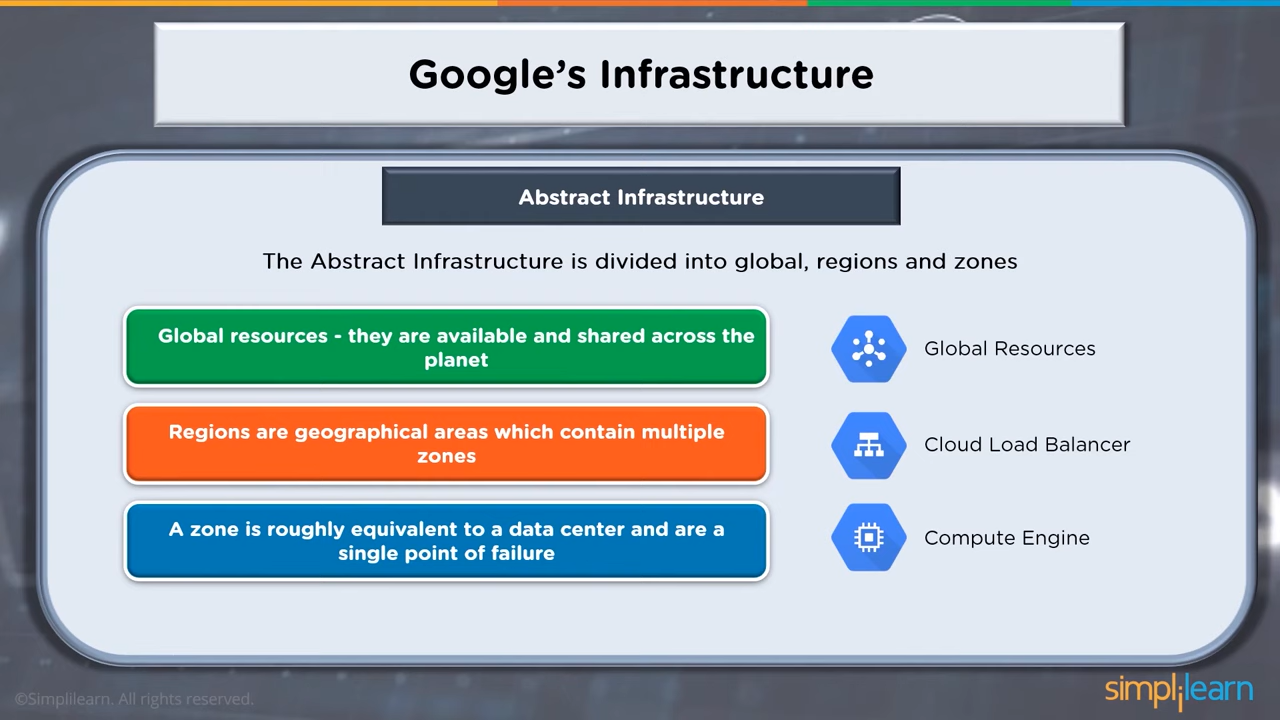 Google’s Infrastructure
Abstract Infrastructure
The Abstract Infrastructure is divided into global, regions and zones
Global resources - they are available and shared across the
planet
Global Resources
Regions are geographical areas which contain multiple
zones
Cloud Load Balancer
A zone is roughly equivalent to a data center and are a
single point of failure
Compute Engine
©Simplilearn. All rights reserved.
simplilearn